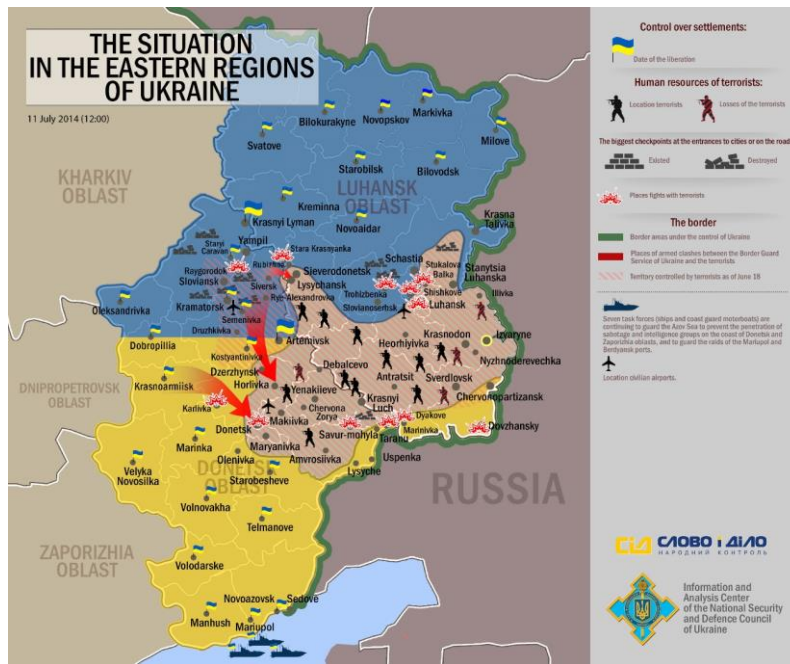 THE SITUATION
IN THE EASTERN REGIONS
OF UKRAINE
11 July 2014 (12:00)
KHARKIV
OBLAST
LUHANSK
OBLAST
DNIPROPETROVSK
OBLAST
DONETSK
OBLAST
ZAPORIZHIA
OBLAST
RUSSIA
Svatove
Bilokurakyne
Novopskov
Markivka
Milove
Starobilsk
Bilovodsk
Kreminna
Krasnyi Lyman
Novoaidar
Krasna
Talivka
Yampil
Staryi
Caravan
Stara Krasnyanka
Raygorodok
Sloviansk
Siversk
Sieverodonetsk
Lysychansk
Schastia
Stukalova
Balka
Stanytsia
Luhanska
Kramatorsk
Rye-Alexandrovka
Trohizbenka
Slovianoserbsk
Shishkove
Luhansk
Illivka
Oleksandrivka
Semenivka
Druzhkivka
Artemivsk
Krasnodon
Izvaryne
Dobropillia
Kostyantinivka
Heorhiyivka
Nyzhnoderevechka
Dzerzhynsk
Debalcevo
Krasnoarmiisk
Horlivka
Yenakiieve
Antratsit
Sverdlovsk
Chervonopartizansk
Krasnyi
Luch
Karlivka
Chervona
Zorya
Makiivka
Dyakove
Donetsk
Savur-mohyla
Taranu
Marinivka
Dovzhansky
Marinka
Maryanivka
Olenivka
Amvrosiivka
Uspenka
Lysyche
Velyka
Novosilka
Starobesheve
Volnovakha
Telmanove
Volodarske
Novoazovsk
Sedove
Manhush
Mariupol
Control over settlements:
Date of the liberation
Human resources of terrorists:
Location terrorists
Losses of the terrorists
The biggest checkpoints at the entrances to cities or on the road
Existed
Destroyed
Places fights with terrorists
The border
Border areas under the control of Ukraine
Places of armed clashes between the Border Guard
Service of Ukraine and the terrorists
Territory controlled by terrorists as of June 18
Seven task forces (ships and coast guard motorboats) are
continuing to guard the Azov Sea to prevent the penetration of
sabotage and intelligence groups on the coast of Donetsk and
Zaporizhia oblasts, and to guard the raids of the Mariupol and
Berdyansk ports.
Location civilian airports.
СІД СЛОВО і ДІЛО
НАРОДНИЙ КОНТРОЛЬ
Information and
Analysis Center
of the National Security
and Defence Council
of Ukraine